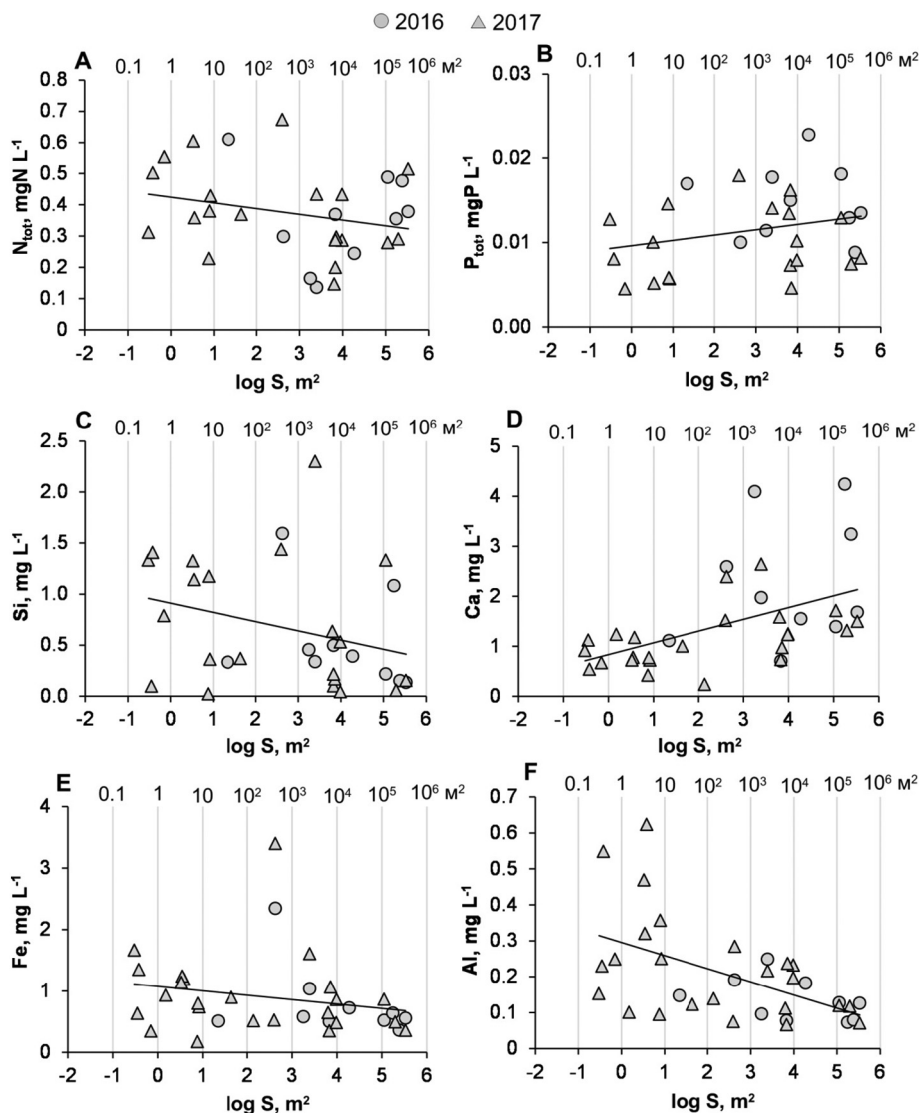 2016 2017
A B
0.1 1 10 10² 10³ 10⁴ 10⁵ 10⁶ м²
0.1 1 10 10² 10³ 10⁴ 10⁵ 10⁶ м²
N_tot, mgN L⁻¹
0.8
0.7
0.6
0.5
0.4
0.3
0.2
0.1
0
-2 -1 0 1 2 3 4 5 6
log S, m²
P_tot, mgP L⁻¹
0.03
0.02
0.01
0.00
-2 -1 0 1 2 3 4 5 6
log S, m²
C D
0.1 1 10 10² 10³ 10⁴ 10⁵ 10⁶ м²
0.1 1 10 10² 10³ 10⁴ 10⁵ 10⁶ м²
Si, mg L⁻¹
2.5
2.0
1.5
1.0
0.5
0.0
-2 -1 0 1 2 3 4 5 6
log S, m²
Ca, mg L⁻¹
5
4
3
2
1
0
-2 -1 0 1 2 3 4 5 6
log S, m²
E F
0.1 1 10 10² 10³ 10⁴ 10⁵ 10⁶ м²
0.1 1 10 10² 10³ 10⁴ 10⁵ 10⁶ м²
Fe, mg L⁻¹
4
3
2
1
0
-2 -1 0 1 2 3 4 5 6
log S, m²
Al, mg L⁻¹
0.7
0.6
0.5
0.4
0.3
0.2
0.1
0
-2 -1 0 1 2 3 4 5 6
log S, m²